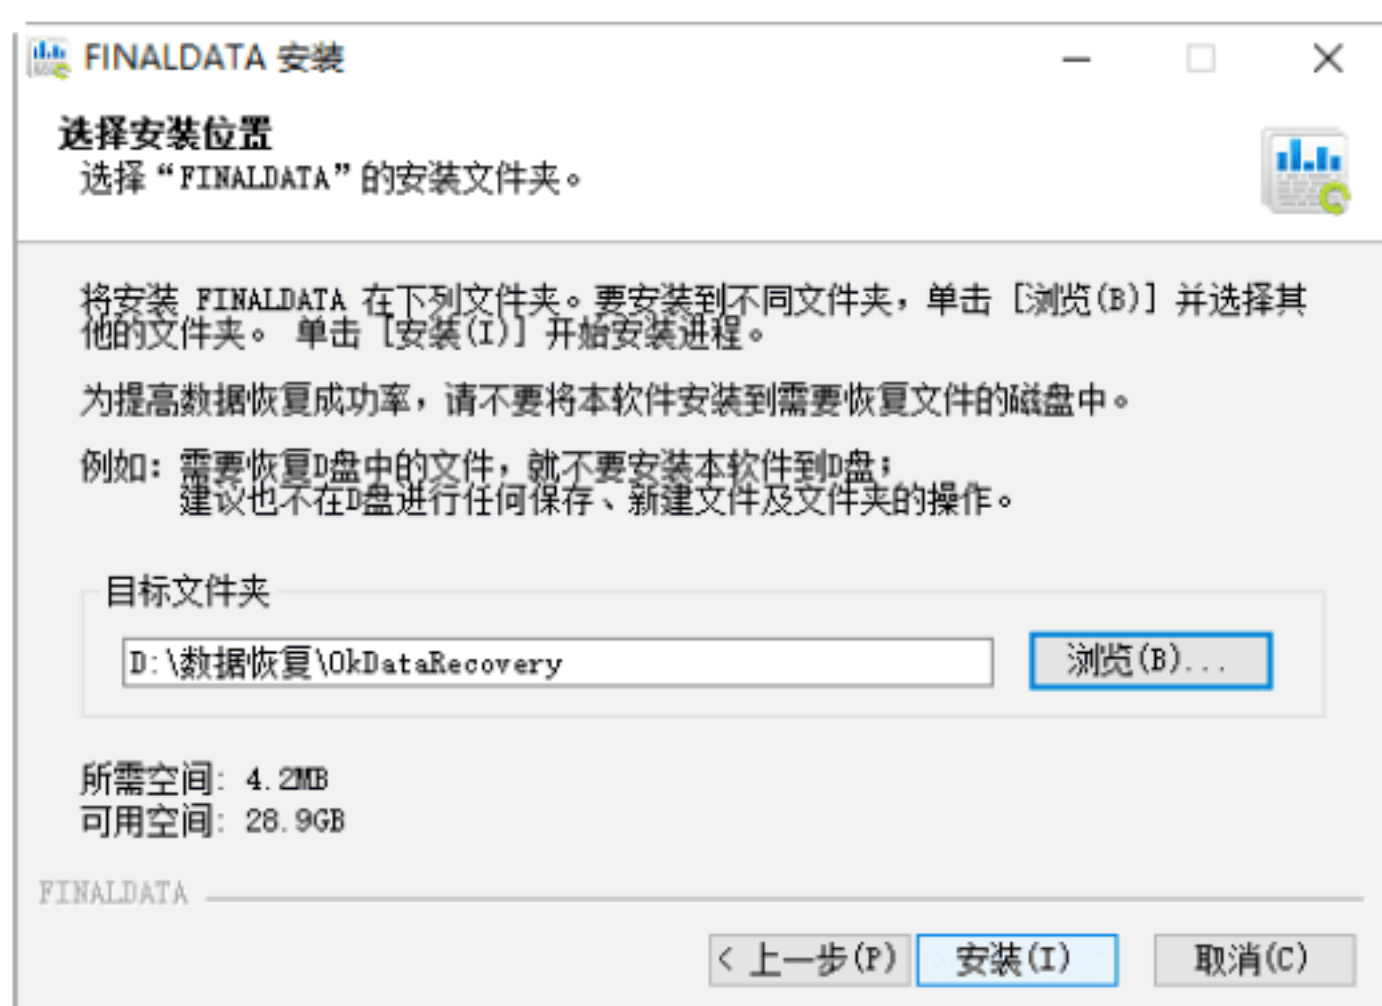 FINALDATA 安装
选择安装位置
选择“FINALDATA”的安装文件夹。
将安装 FINALDATA 在下列文件夹。要安装到不同文件夹，单击 [浏览(B)] 并选择其
他的文件夹。 单击 [安装(I)] 开始安装进程。
为提高数据恢复成功率，请不要将本软件安装到需要恢复文件的磁盘中。
例如：需要恢复D盘中的文件，就不要安装本软件到D盘；
建议也不在D盘进行任何保存、新建文件及文件夹的操作。
目标文件夹
D:\数据恢复\OkDataRecovery
浏览(B)...
所需空间: 4.2MB
可用空间: 28.9GB
FINALDATA
< 上一步(P)
安装(I)
取消(C)